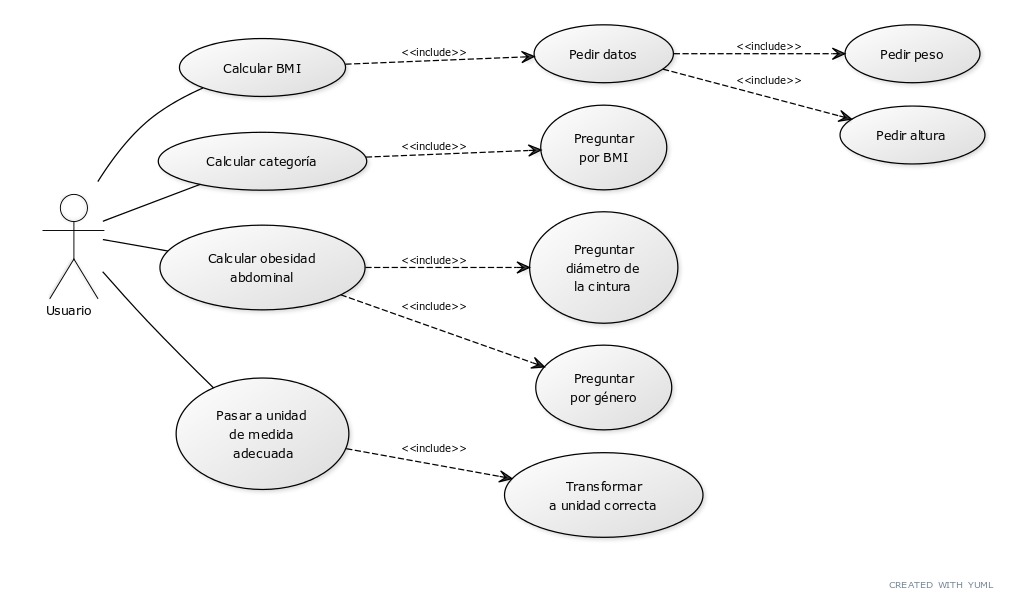 Calcular BMI
<<include>>
Pedir datos
<<include>>
Pedir peso
<<include>>
Pedir altura
Calcular categoría
<<include>>
Preguntar
por BMI
Usuario
Calcular obesidad
abdominal
<<include>>
Preguntar
diámetro de
la cintura
<<include>>
Preguntar
por género
Pasar a unidad
de medida
adecuada
<<include>>
Transformar
a unidad correcta
CREATED WITH YUML